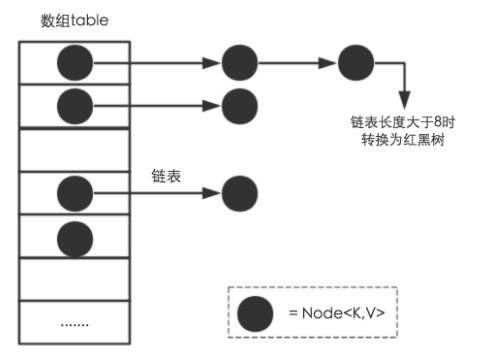 数组table
链表长度大于8时
转换为红黑树
链表
= Node<K,V>
.......